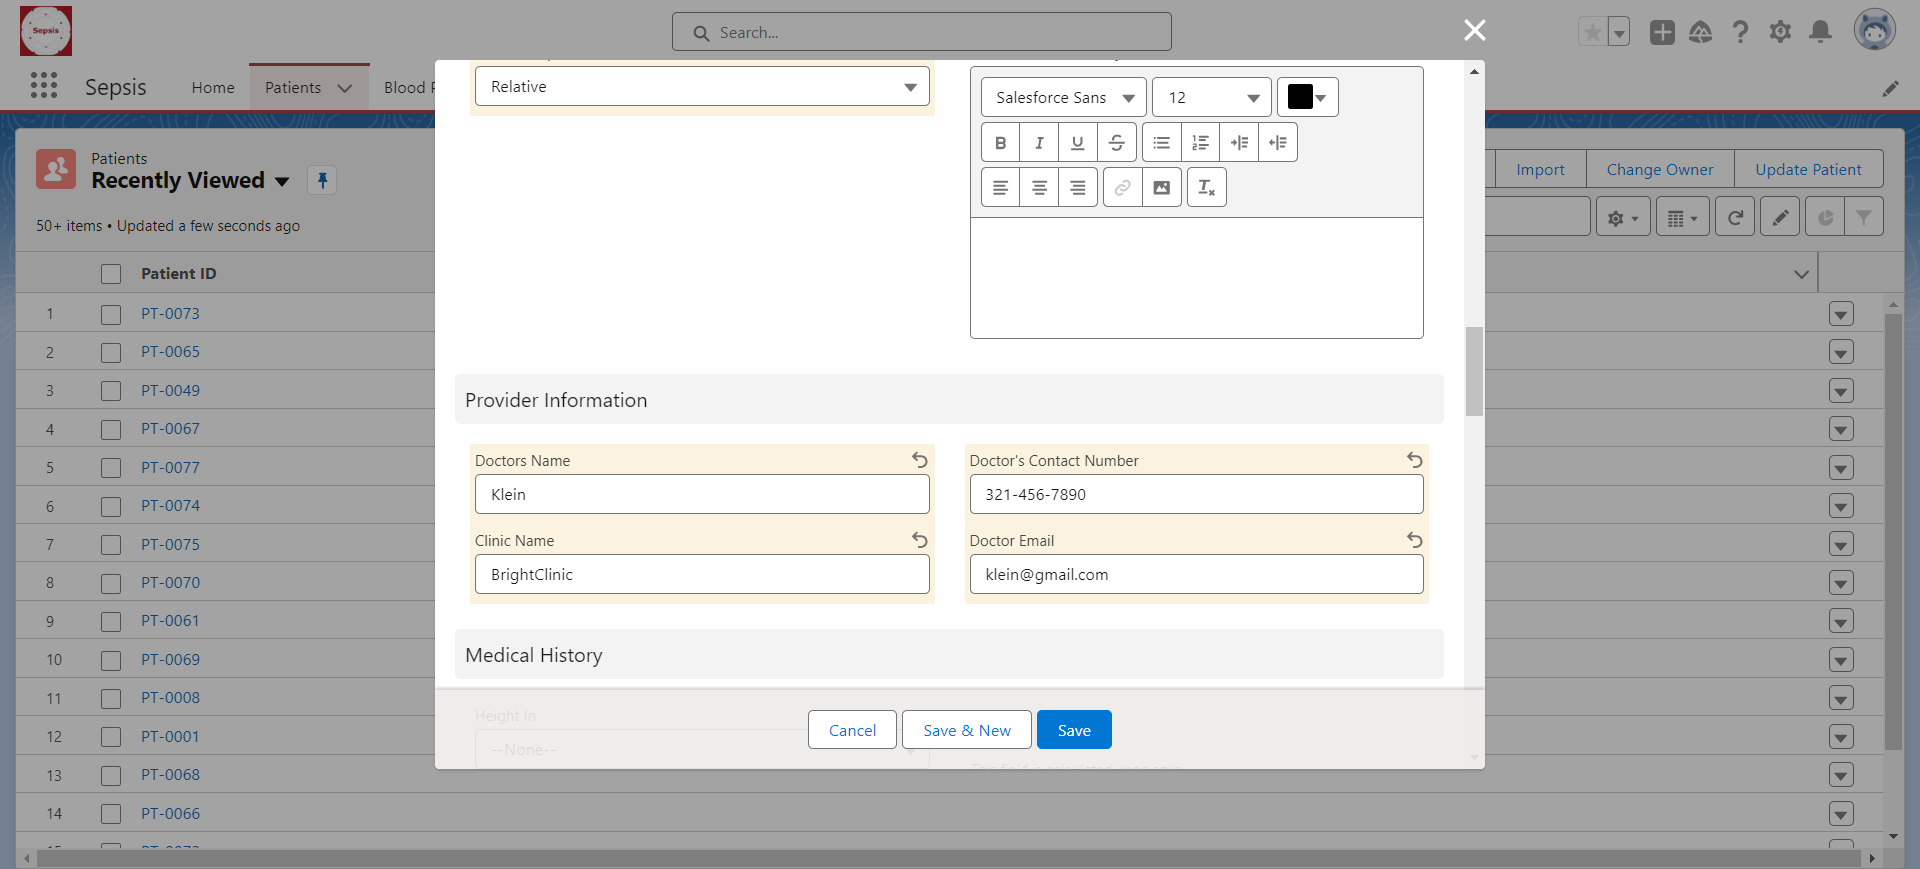 Sepsis
Search...
Sepsis
Home
Patients
Blood
Patients
Recently Viewed
50+ items • Updated a few seconds ago
Import
Change Owner
Update Patient
Patient ID
1 PT-0073
2 PT-0065
3 PT-0049
4 PT-0067
5 PT-0077
6 PT-0074
7 PT-0075
8 PT-0070
9 PT-0061
10 PT-0069
11 PT-0008
12 PT-0001
13 PT-0068
14 PT-0066
Relative
Salesforce Sans
12
B I U S
Provider Information
Doctors Name
Klein
Doctor's Contact Number
321-456-7890
Clinic Name
BrightClinic
Doctor Email
klein@gmail.com
Medical History
Height In
--None--
Cancel
Save & New
Save